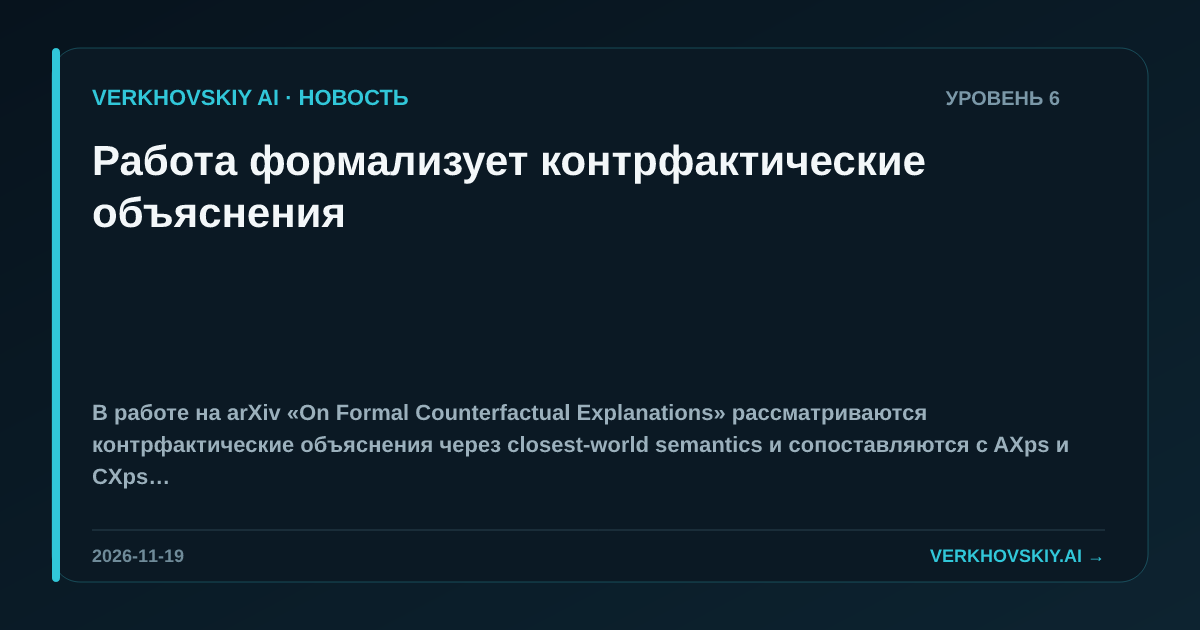 VERKHOVSKIY AI · НОВОСТЬ
УРОВЕНЬ 6
Работа формализует контрфактические
объяснения
В работе на arXiv «On Formal Counterfactual Explanations» рассматриваются
контрфактические объяснения через closest-world semantics и сопоставляются с AXps и
CXps…
2026-11-19
VERKHOVSKIY.AI →